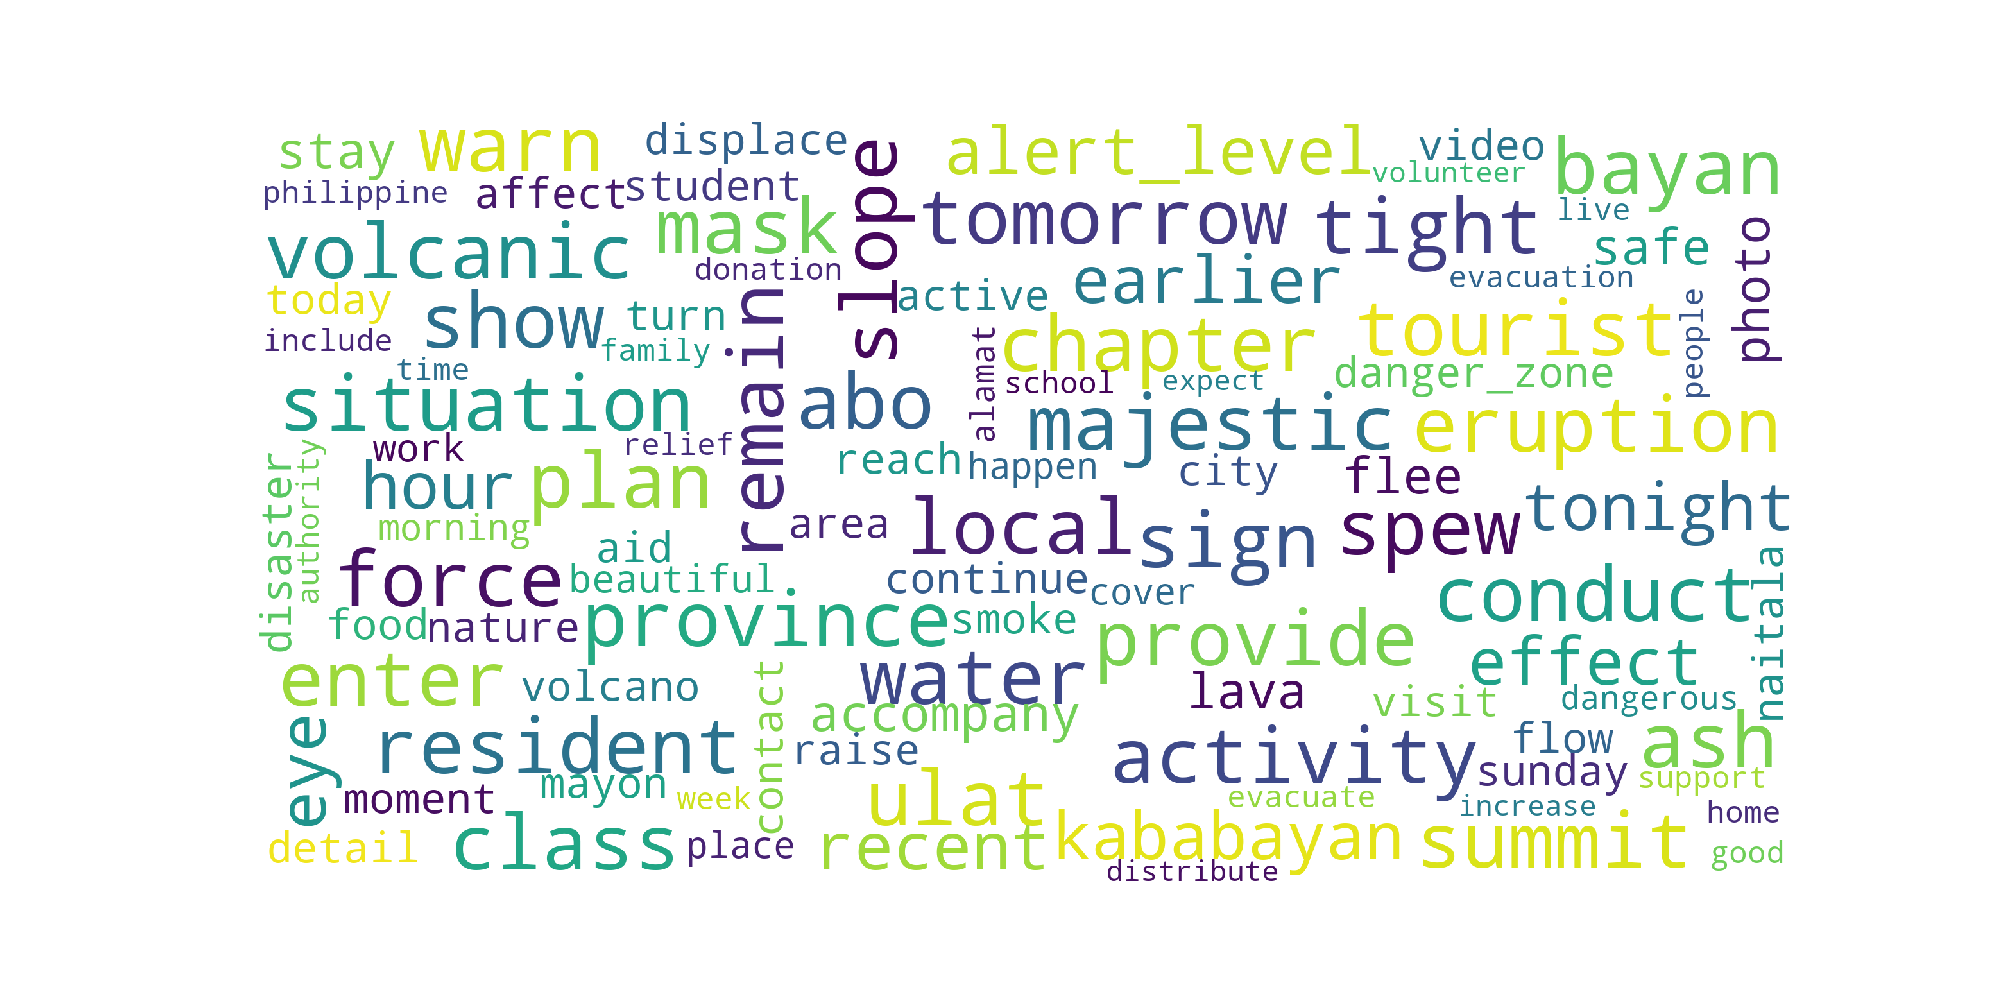 stay warn displace slope alert_level video bayan
philippine affect student volunteer
mask tomorrow tight live
volcanic donation safe photo
today show turn remain active earlier evacuation
include family alamat chapter tourist people
time school expect danger_zone
situation abo majestic eruption
work relief
disaster authority hour plan reach happen city flee
morning area local sign spew tonight
force aid beautiful continue cover conduct naitala
food nature province smoke provide effect
enter volcano contact water lava visit dangerous
eye resident accompany activity flow ash
mayon raise sunday support
moment week ulat evacuate increase home
detail class place recent kababayan summit good
distribute